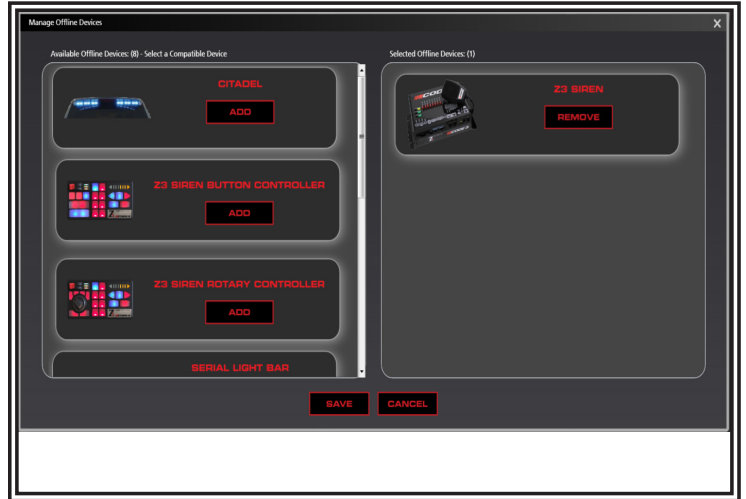 Manage Offline Devices X
Available Offline Devices: (8) - Select a Compatible Device
CITADEL
ADD
Z3 SIREN BUTTON CONTROLLER
ADD
Z3 SIREN ROTARY CONTROLLER
ADD
SERIAL LIGHT BAR
Selected Offline Devices: (1)
Z3 SIREN
REMOVE
SAVE CANCEL